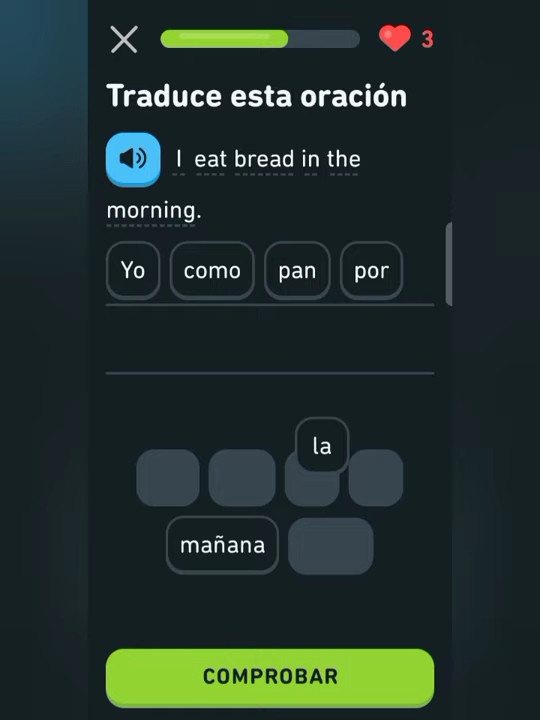 3
Traduce esta oración
I eat bread in the
morning.
Yo como pan por
la
mañana
COMPROBAR